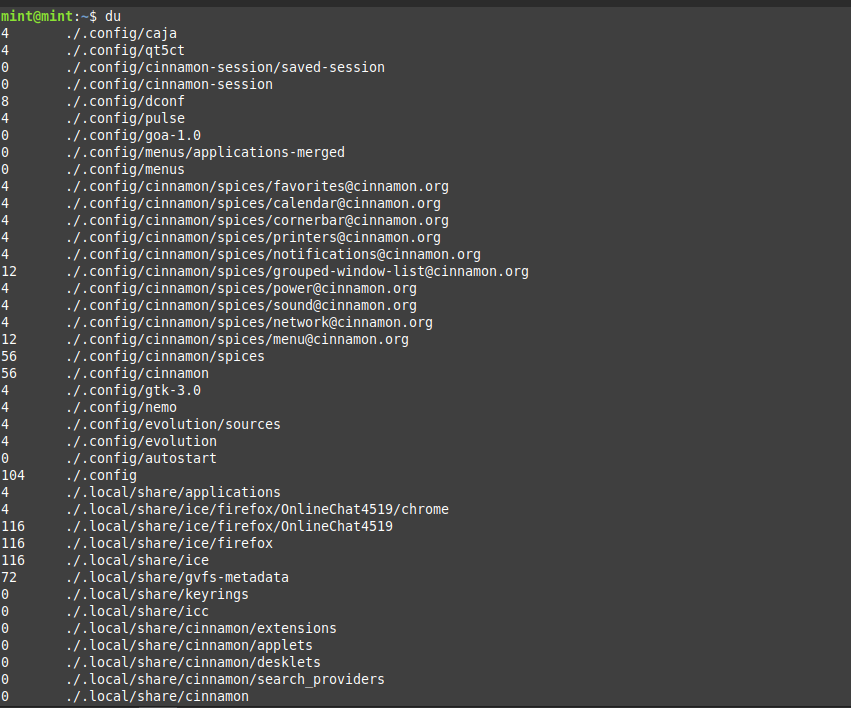 mint@mint:~$ du
4       ./.config/caja
4       ./.config/qt5ct
0       ./.config/cinnamon-session/saved-session
0       ./.config/cinnamon-session
8       ./.config/dconf
4       ./.config/pulse
0       ./.config/goa-1.0
0       ./.config/menus/applications-merged
0       ./.config/menus
4       ./.config/cinnamon/spices/favorites@cinnamon.org
4       ./.config/cinnamon/spices/calendar@cinnamon.org
4       ./.config/cinnamon/spices/cornerbar@cinnamon.org
4       ./.config/cinnamon/spices/printers@cinnamon.org
4       ./.config/cinnamon/spices/notifications@cinnamon.org
12      ./.config/cinnamon/spices/grouped-window-list@cinnamon.org
4       ./.config/cinnamon/spices/power@cinnamon.org
4       ./.config/cinnamon/spices/sound@cinnamon.org
4       ./.config/cinnamon/spices/network@cinnamon.org
12      ./.config/cinnamon/spices/menu@cinnamon.org
56      ./.config/cinnamon/spices
56      ./.config/cinnamon
4       ./.config/gtk-3.0
4       ./.config/nemo
4       ./.config/evolution/sources
4       ./.config/evolution
0       ./.config/autostart
104     ./.config
4       ./.local/share/applications
4       ./.local/share/ice/firefox/OnlineChat4519/chrome
116     ./.local/share/ice/firefox/OnlineChat4519
116     ./.local/share/ice/firefox
116     ./.local/share/ice
72      ./.local/share/gvfs-metadata
0       ./.local/share/keyrings
0       ./.local/share/icc
0       ./.local/share/cinnamon/extensions
0       ./.local/share/cinnamon/applets
0       ./.local/share/cinnamon/desklets
0       ./.local/share/cinnamon/search_providers
0       ./.local/share/cinnamon